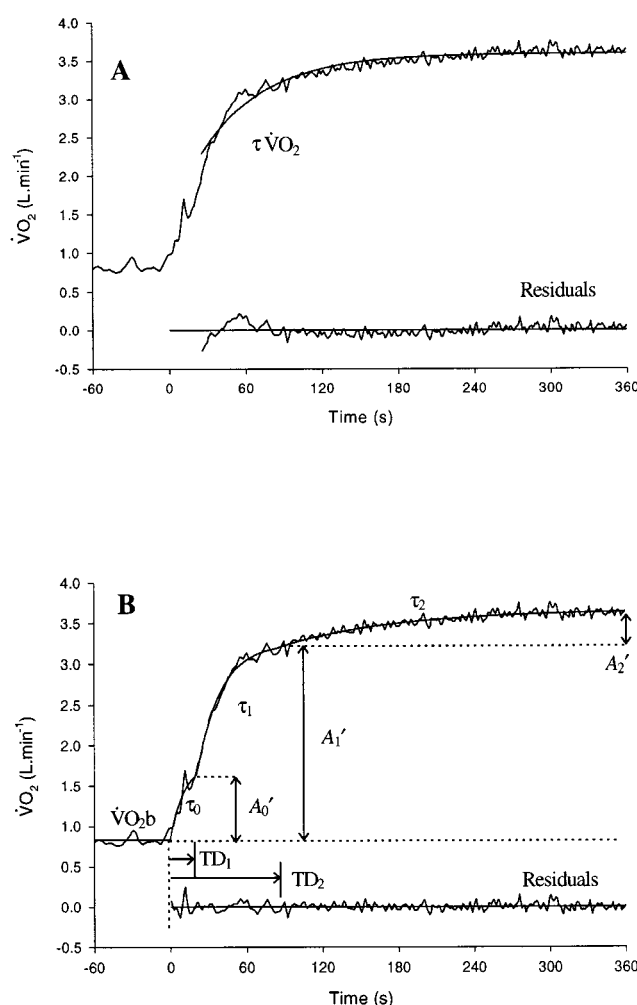 A
4.0
3.5
3.0
2.5
2.0
1.5
1.0
0.5
0.0
-0.5
V̇O₂ (L.min⁻¹)
τ V̇O₂
Residuals
-60 0 60 120 180 240 300 360
Time (s)
B
4.0
3.5
3.0
2.5
2.0
1.5
1.0
0.5
0.0
-0.5
V̇O₂ (L.min⁻¹)
τ₂
A₂′
τ₁
A₁′
τ₀
A₀′
V̇O₂b
TD₁
TD₂
Residuals
-60 0 60 120 180 240 300 360
Time (s)